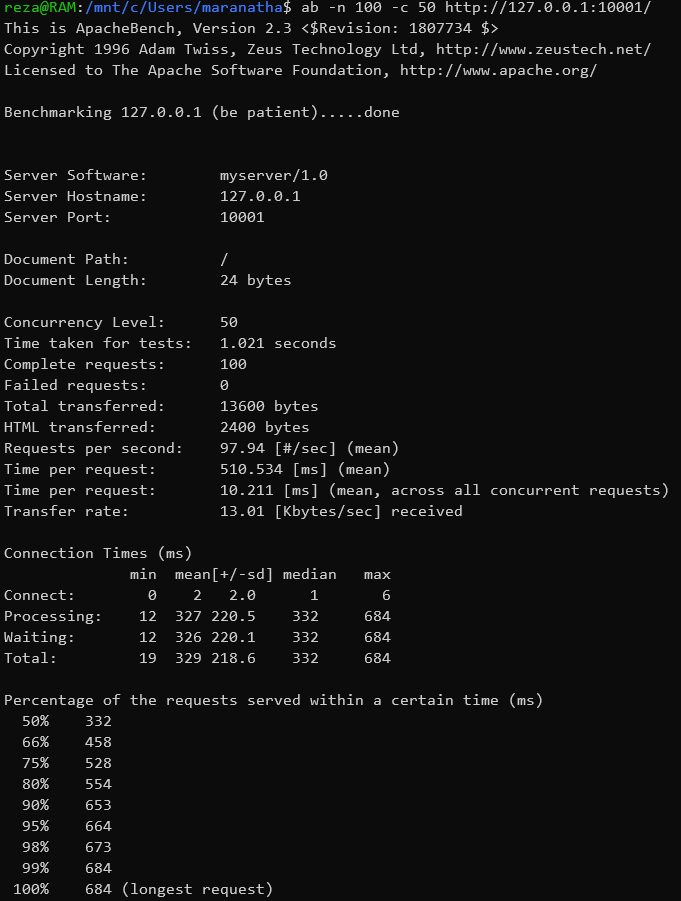 reza@RAM:/mnt/c/Users/maranatha$ ab -n 100 -c 50 http://127.0.0.1:10001/
This is ApacheBench, Version 2.3 <$Revision: 1807734 $>
Copyright 1996 Adam Twiss, Zeus Technology Ltd, http://www.zeustech.net/
Licensed to The Apache Software Foundation, http://www.apache.org/

Benchmarking 127.0.0.1 (be patient).....done


Server Software:        myserver/1.0
Server Hostname:        127.0.0.1
Server Port:            10001

Document Path:          /
Document Length:        24 bytes

Concurrency Level:      50
Time taken for tests:   1.021 seconds
Complete requests:      100
Failed requests:        0
Total transferred:      13600 bytes
HTML transferred:       2400 bytes
Requests per second:    97.94 [#/sec] (mean)
Time per request:       510.534 [ms] (mean)
Time per request:       10.211 [ms] (mean, across all concurrent requests)
Transfer rate:          13.01 [Kbytes/sec] received

Connection Times (ms)
              min  mean[+/-sd] median   max
Connect:        0    2   2.0      1       6
Processing:    12  327 220.5    332     684
Waiting:       12  326 220.1    332     684
Total:         19  329 218.6    332     684

Percentage of the requests served within a certain time (ms)
  50%    332
  66%    458
  75%    528
  80%    554
  90%    653
  95%    664
  98%    673
  99%    684
 100%    684 (longest request)